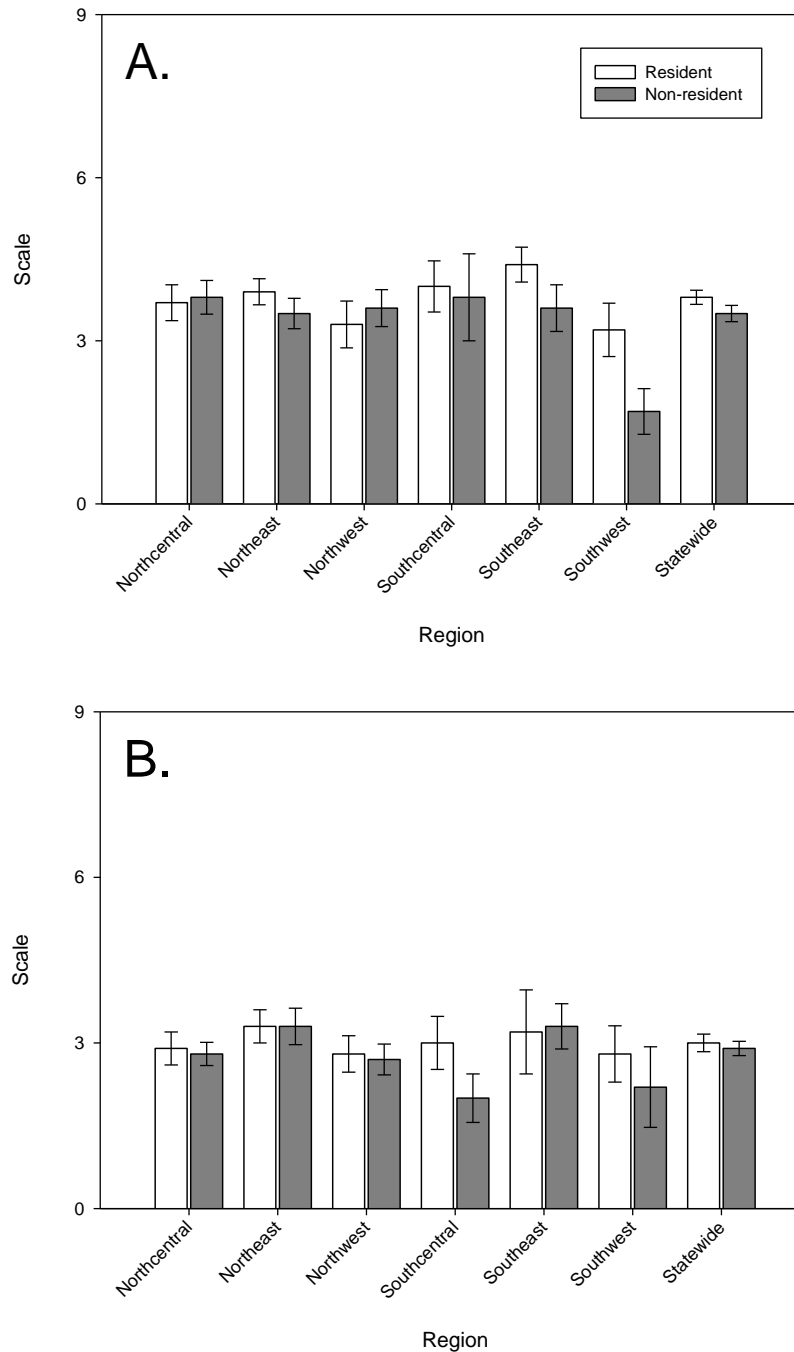 A.
Resident
Non-resident
9
6
3
0
Scale
Northcentral
Northeast
Northwest
Southcentral
Southeast
Southwest
Statewide
Region
B.
9
6
3
0
Scale
Northcentral
Northeast
Northwest
Southcentral
Southeast
Southwest
Statewide
Region